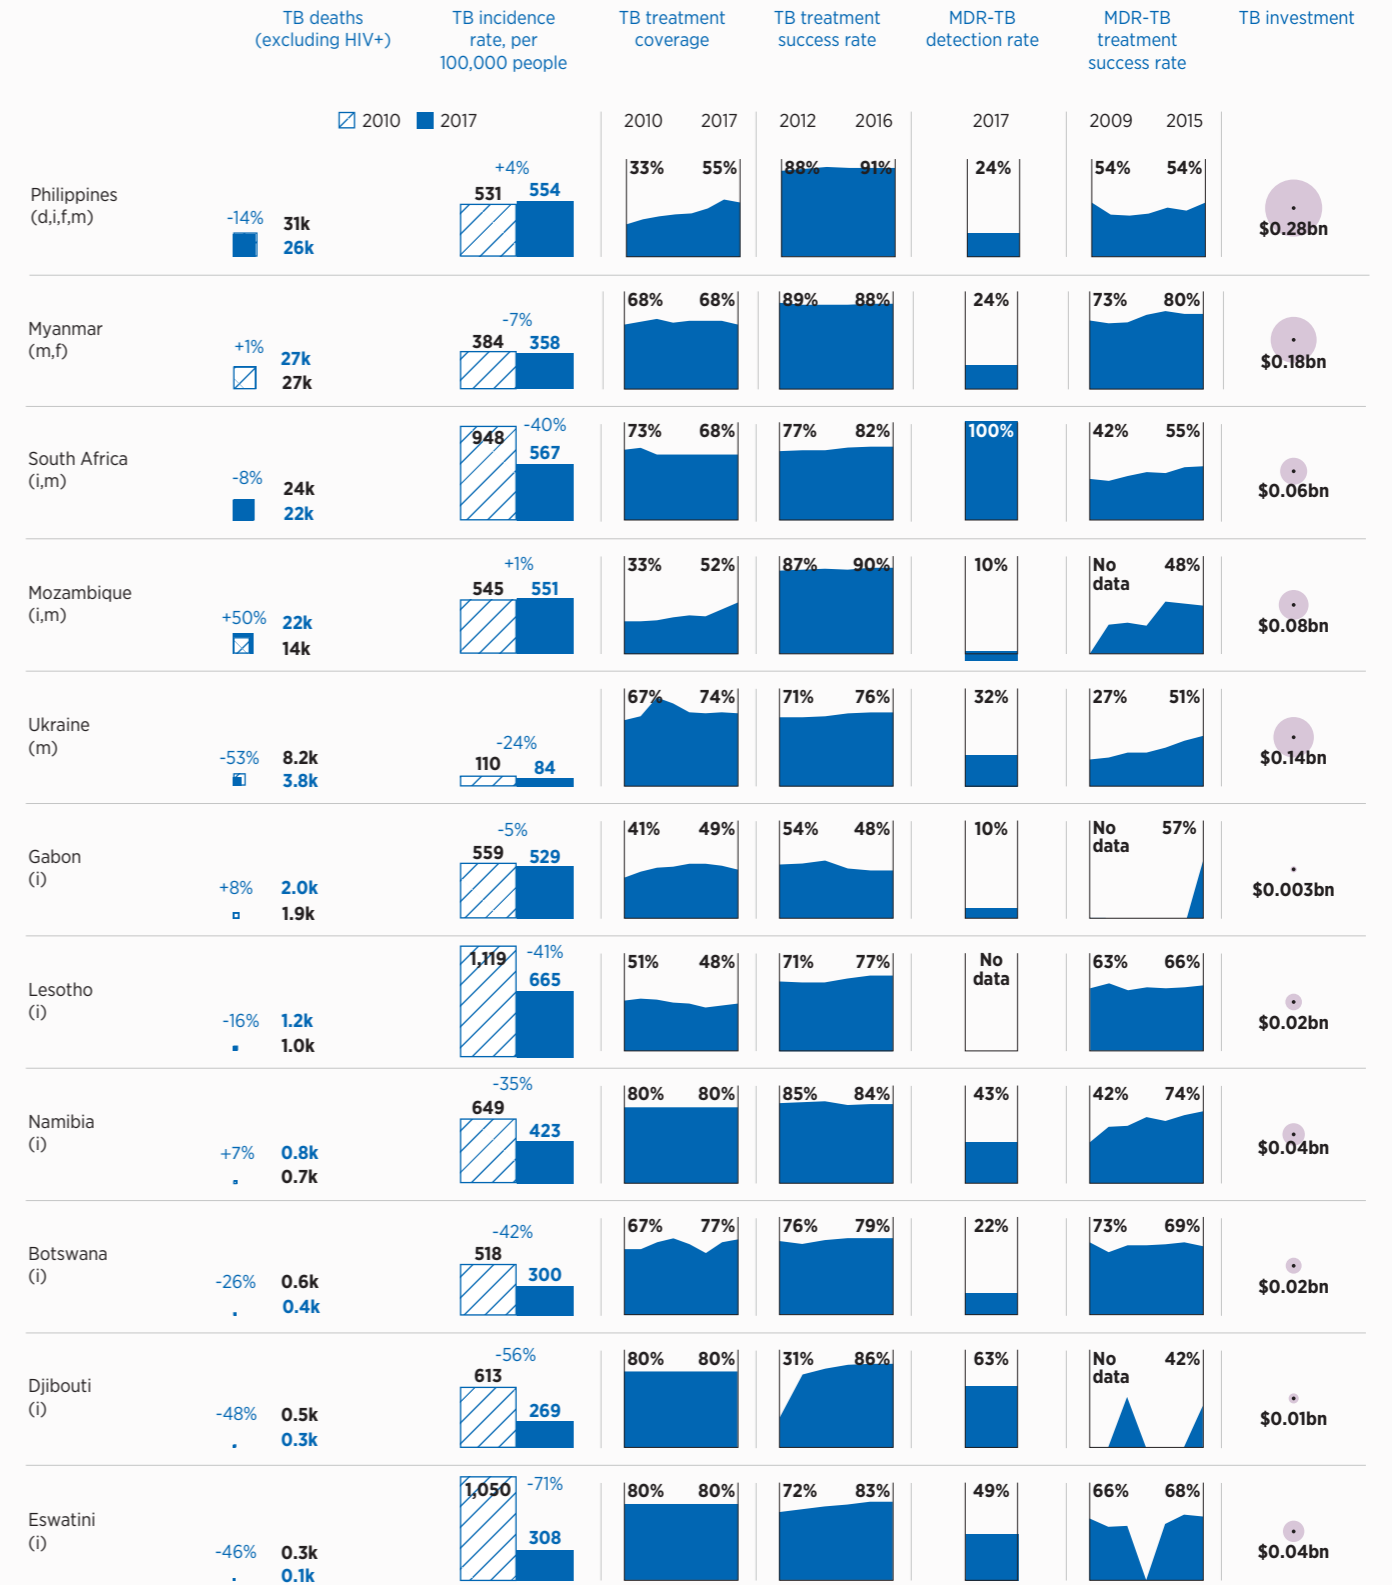 TB deaths
(excluding HIV+)
TB incidence
rate, per
100,000 people
TB treatment
coverage
TB treatment
success rate
MDR-TB
detection rate
MDR-TB
treatment
success rate
TB investment
2010 2017
2010 2017
2012 2016
2017
2009 2015
Philippines
(d,i,f,m)
-14%
31k
26k
+4%
531 554
33% 55%
88% 91%
24%
54% 54%
$0.28bn
Myanmar
(m,f)
+1%
27k
27k
-7%
384 358
68% 68%
89% 88%
24%
73% 80%
$0.18bn
South Africa
(i,m)
-8%
24k
22k
-40%
948 567
73% 68%
77% 82%
100%
42% 55%
$0.06bn
Mozambique
(i,m)
+50%
22k
14k
+1%
545 551
33% 52%
87% 90%
10%
No
data
48%
$0.08bn
Ukraine
(m)
-53%
8.2k
3.8k
-24%
110 84
67% 74%
71% 76%
32%
27% 51%
$0.14bn
Gabon
(i)
+8%
2.0k
1.9k
-5%
559 529
41% 49%
54% 48%
10%
No
data
57%
$0.003bn
Lesotho
(i)
-16%
1.2k
1.0k
-41%
1,119 665
51% 48%
71% 77%
No
data
63% 66%
$0.02bn
Namibia
(i)
+7%
0.8k
0.7k
-35%
649 423
80% 80%
85% 84%
43%
42% 74%
$0.04bn
Botswana
(i)
-26%
0.6k
0.4k
-42%
518 300
67% 77%
76% 79%
22%
73% 69%
$0.02bn
Djibouti
(i)
-48%
0.5k
0.3k
-56%
613 269
80% 80%
31% 86%
63%
No
data
42%
$0.01bn
Eswatini
(i)
-46%
0.3k
0.1k
-71%
1,050 308
80% 80%
72% 83%
49%
66% 68%
$0.04bn